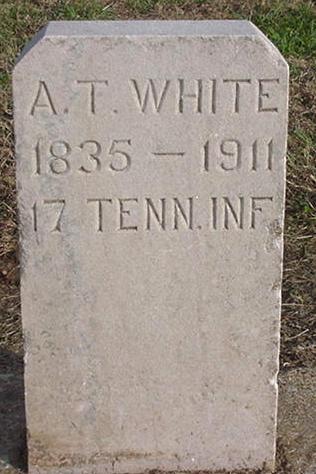 A. T. WHITE
1835 – 1911
17 TENN. INF